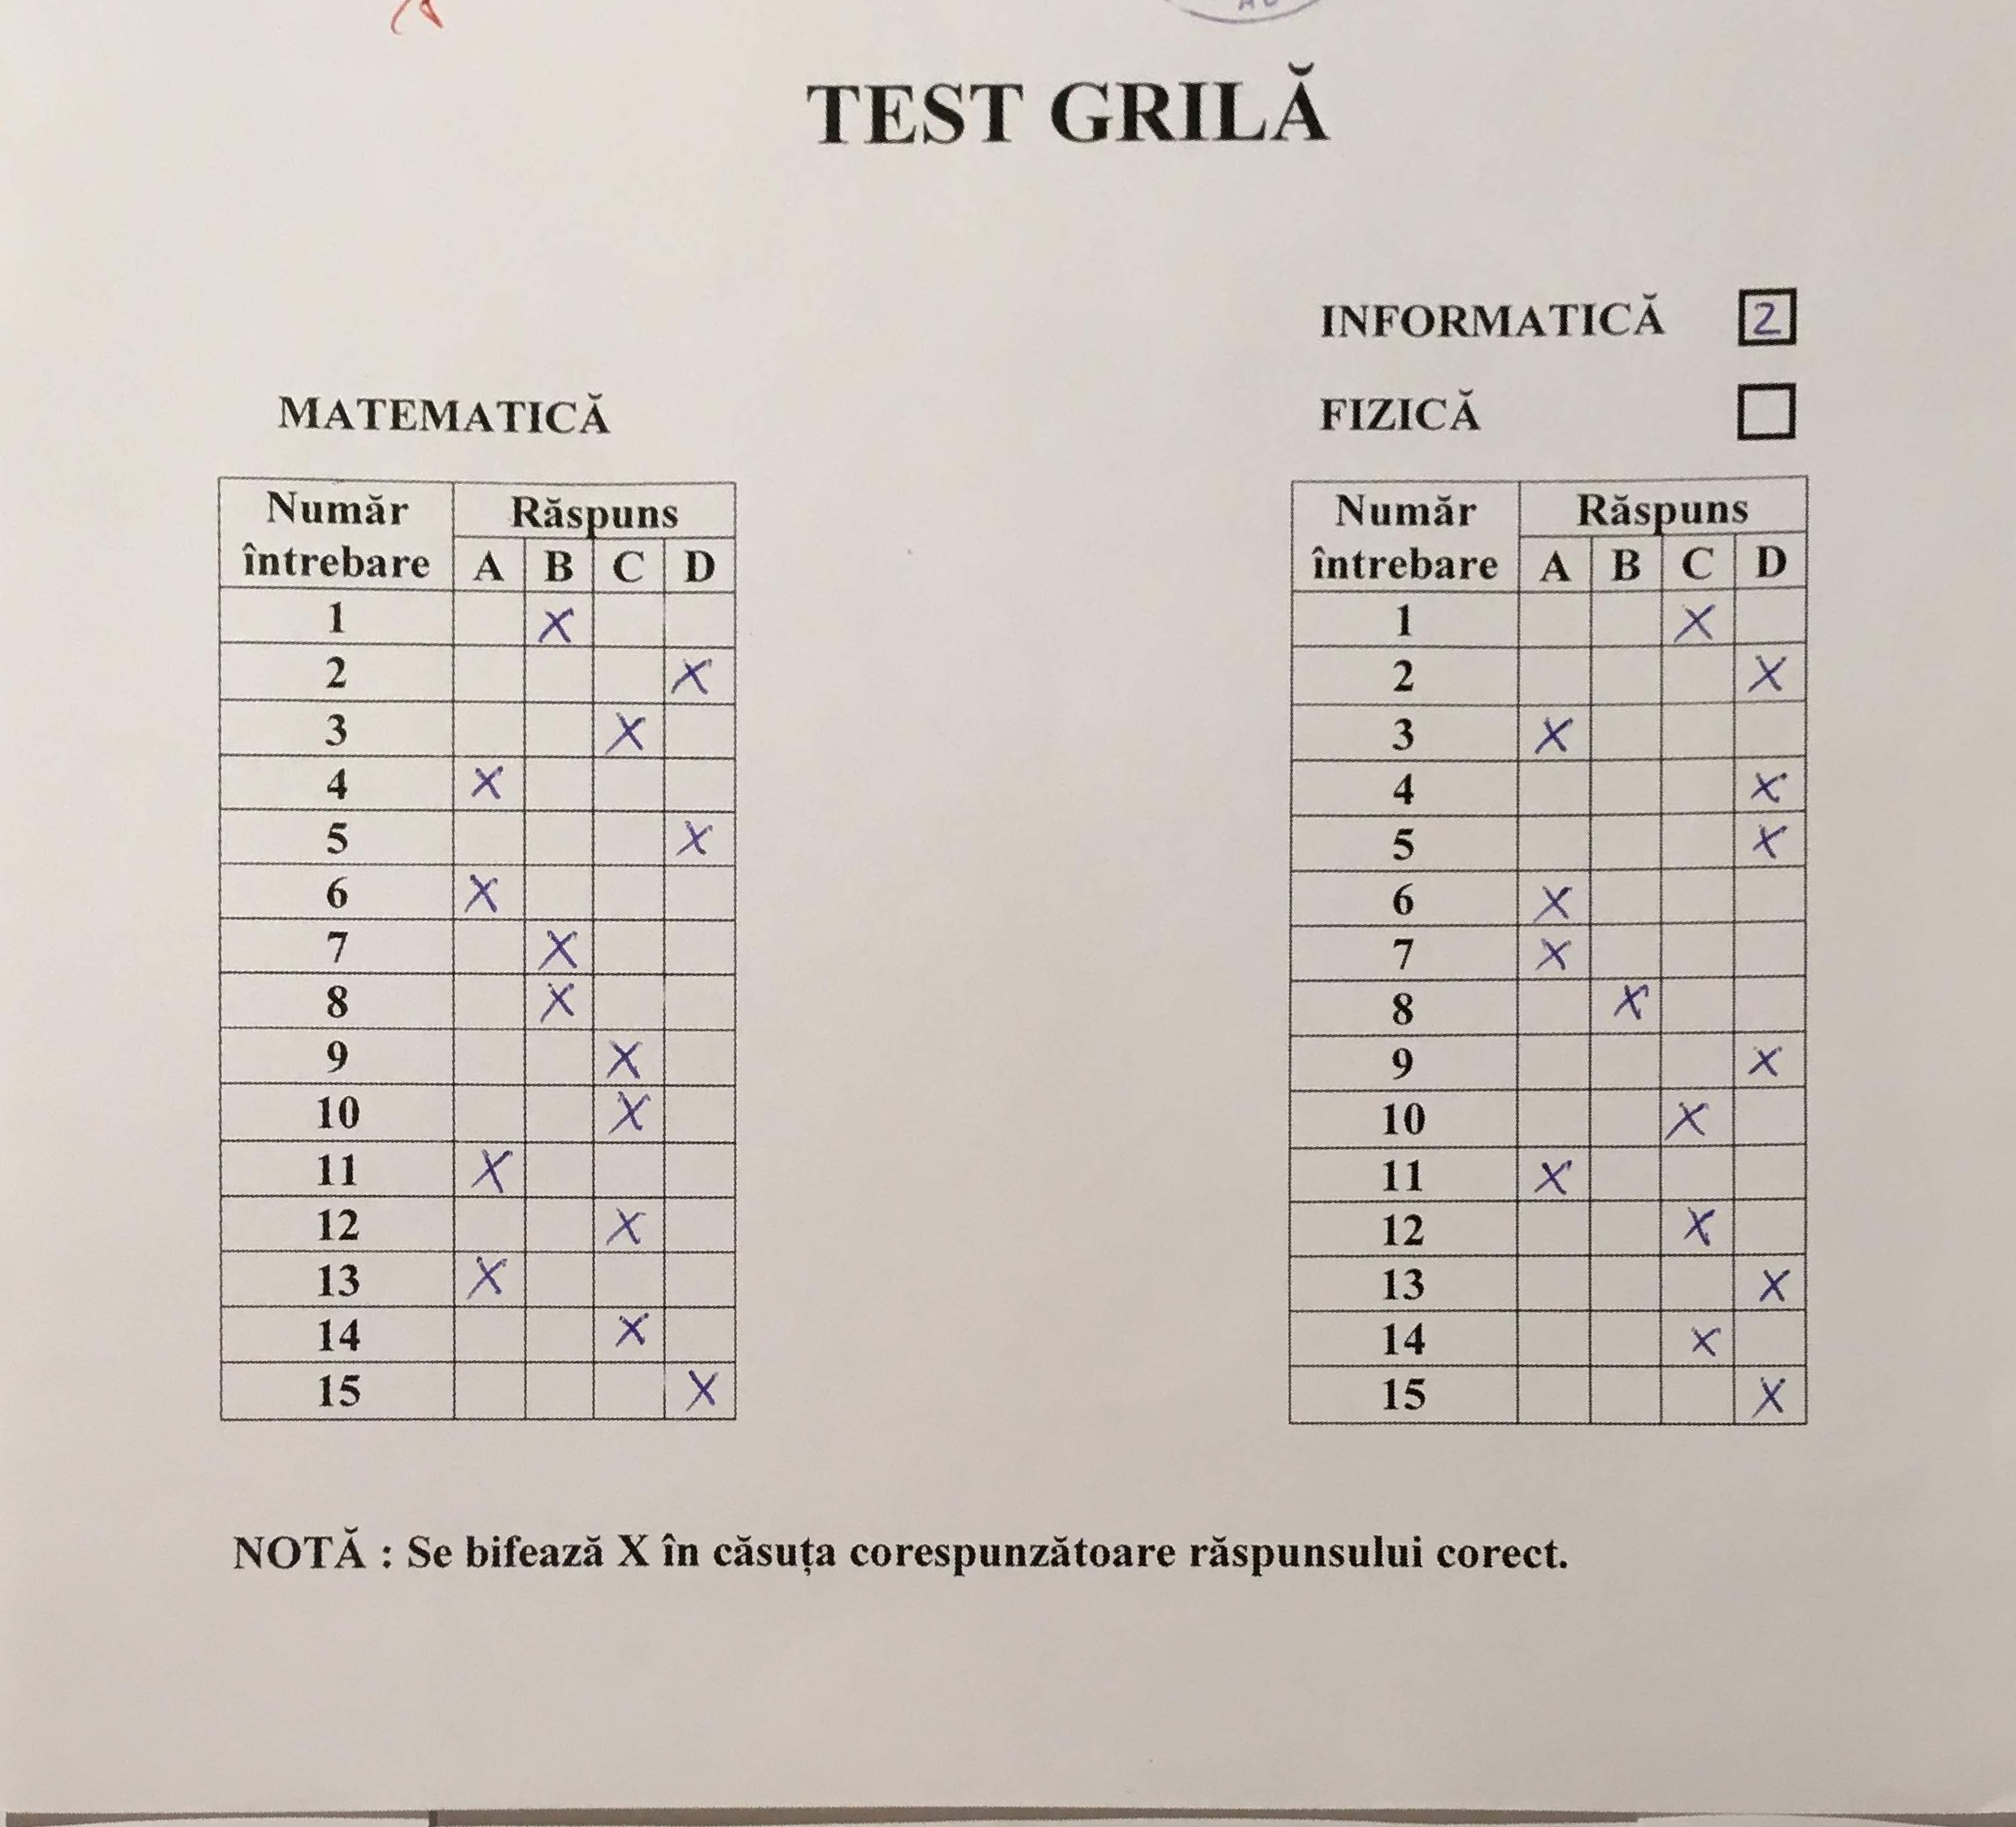 TEST GRILĂ
INFORMATICĂ 2
FIZICĂ
MATEMATICĂ
Număr întrebare Răspuns
A B C D
1 X
2 X
3 X
4 X
5 X
6 X
7 X
8 X
9 X
10 X
11 X
12 X
13 X
14 X
15 X
Număr întrebare Răspuns
A B C D
1 X
2 X
3 X
4 X
5 X
6 X
7 X
8 X
9 X
10 X
11 X
12 X
13 X
14 X
15 X
NOTĂ : Se bifează X în căsuța corespunzătoare răspunsului corect.